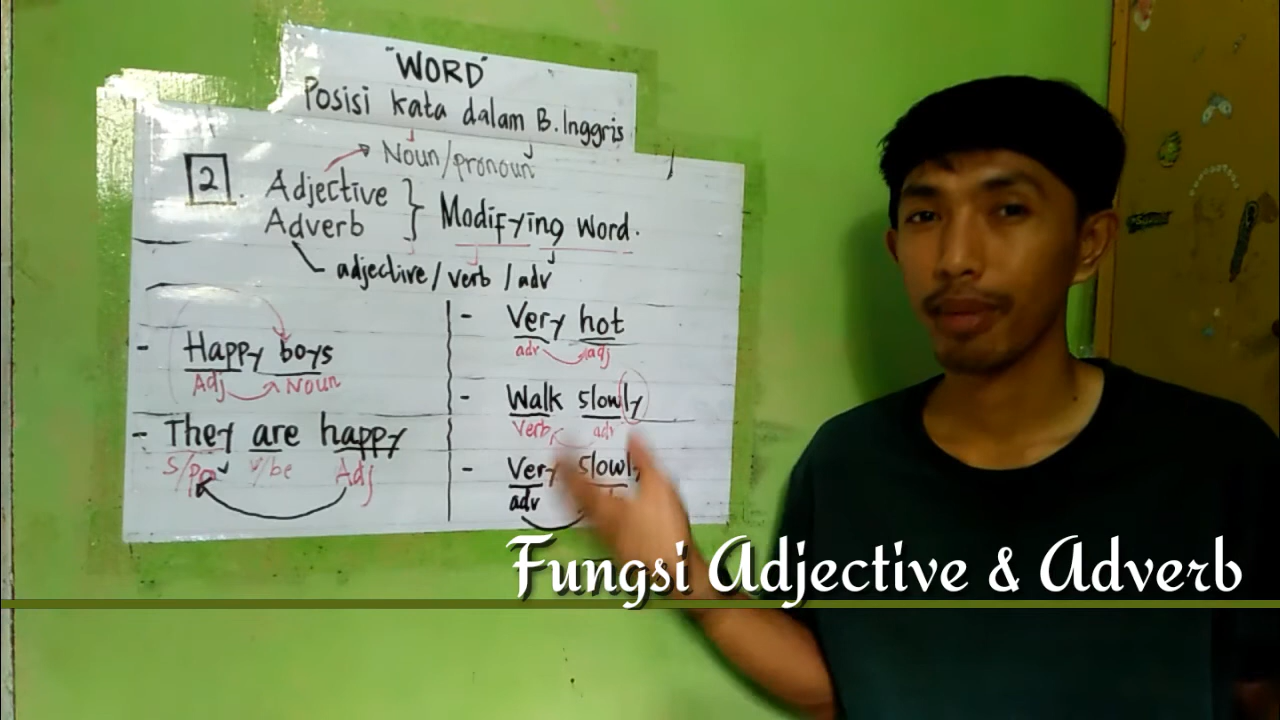 "WORD"
Posisi kata dalam B.Inggris
Noun/pronoun
2. Adjective
Adverb
Modifying word.
adjective / verb / adv
- Happy boys
Adj Noun
- They are happy
v/be Adj
- Very hot
adv adj
- Walk slowly
Verb adv
- Very slowly
adv
Fungsi Adjective & Adverb